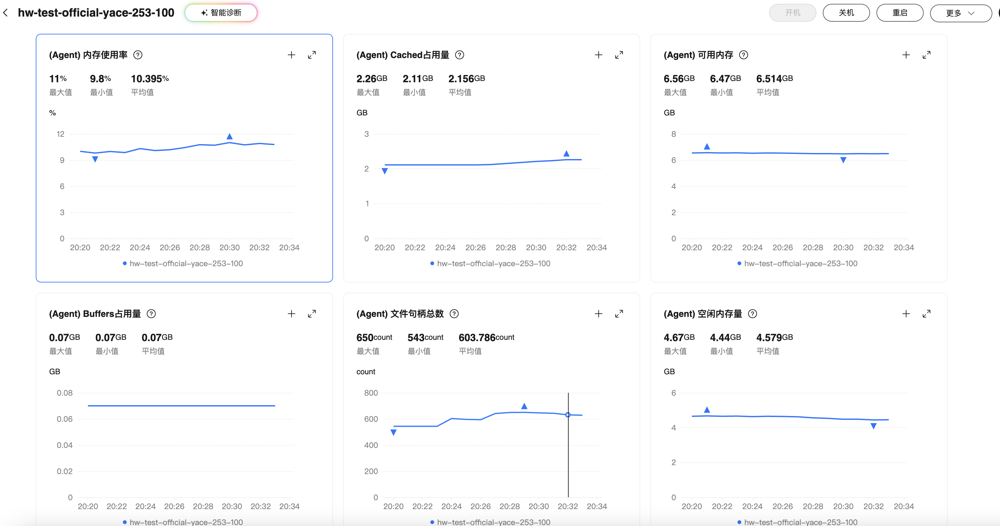 hw-test-official-yace-253-100
智能诊断
开机
关机
重启
更多
(Agent) 内存使用率
11%
9.8%
10.395%
最大值
最小值
平均值
%
12
9
6
3
0
20:20 20:22 20:24 20:26 20:28 20:30 20:32 20:34
hw-test-official-yace-253-100
(Agent) Cached占用量
2.26GB
2.11GB
2.156GB
最大值
最小值
平均值
GB
3
2
1
0
20:20 20:22 20:24 20:26 20:28 20:30 20:32 20:34
hw-test-official-yace-253-100
(Agent) 可用内存
6.56GB
6.47GB
6.514GB
最大值
最小值
平均值
GB
8
6
4
2
0
20:20 20:22 20:24 20:26 20:28 20:30 20:32 20:34
hw-test-official-yace-253-100
(Agent) Buffers占用量
0.07GB
0.07GB
0.07GB
最大值
最小值
平均值
GB
0.08
0.06
0.04
0.02
0
20:20 20:22 20:24 20:26 20:28 20:30 20:32 20:34
hw-test-official-yace-253-100
(Agent) 文件句柄总数
650count
543count
603.786count
最大值
最小值
平均值
count
800
600
400
200
0
20:20 20:22 20:24 20:26 20:28 20:30 20:32 20:34
hw-test-official-yace-253-100
(Agent) 空闲内存量
4.67GB
4.44GB
4.579GB
最大值
最小值
平均值
GB
6
4
2
0
20:20 20:22 20:24 20:26 20:28 20:30 20:32 20:34
hw-test-official-yace-253-100